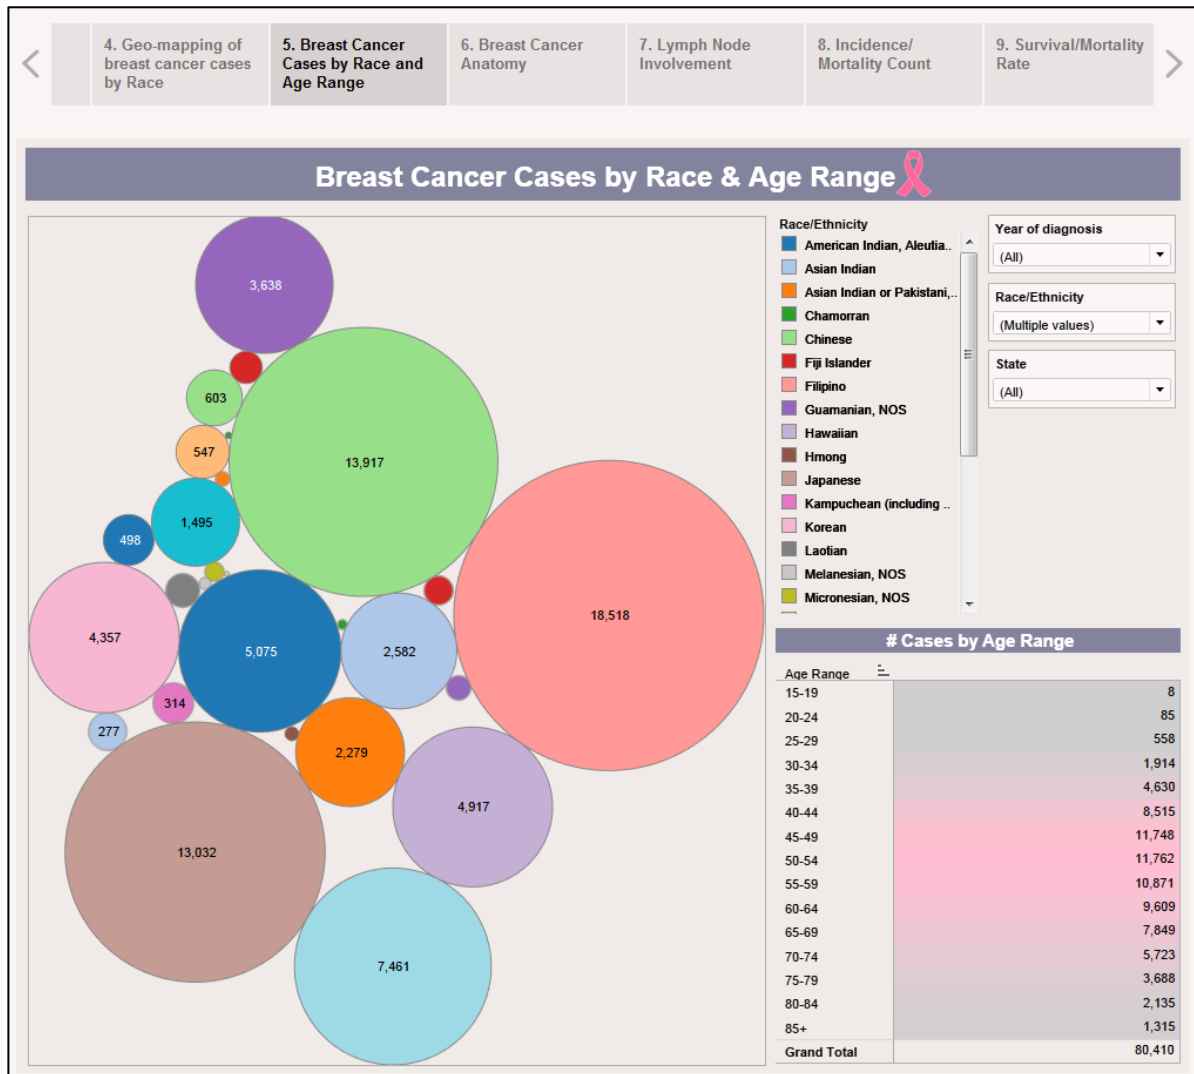 4. Geo-mapping of
breast cancer cases
by Race
5. Breast Cancer
Cases by Race and
Age Range
6. Breast Cancer
Anatomy
7. Lymph Node
Involvement
8. Incidence/
Mortality Count
9. Survival/Mortality
Rate
Breast Cancer Cases by Race & Age Range
3,638
603
13,917
547
1,495
498
18,518
4,357
5,075
2,582
314
277
2,279
4,917
13,032
7,461
Race/Ethnicity
American Indian, Aleutia..
Asian Indian
Asian Indian or Pakistani,..
Chamorran
Chinese
Fiji Islander
Filipino
Guamanian, NOS
Hawaiian
Hmong
Japanese
Kampuchean (including ..
Korean
Laotian
Melanesian, NOS
Micronesian, NOS
Year of diagnosis
(All)
Race/Ethnicity
(Multiple values)
State
(All)
# Cases by Age Range
Age Range
15-19 8
20-24 85
25-29 558
30-34 1,914
35-39 4,630
40-44 8,515
45-49 11,748
50-54 11,762
55-59 10,871
60-64 9,609
65-69 7,849
70-74 5,723
75-79 3,688
80-84 2,135
85+ 1,315
Grand Total 80,410